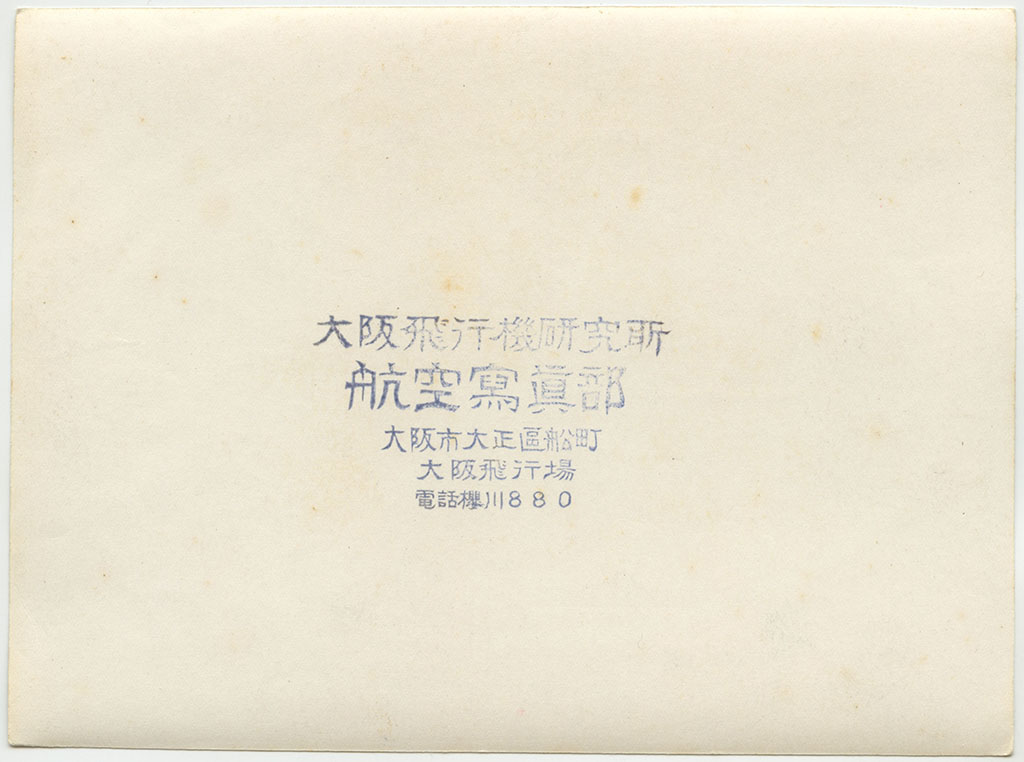 大阪飛行機研究所
航空寫眞部
大阪市大正區船町
大阪飛行場
電話櫻川880